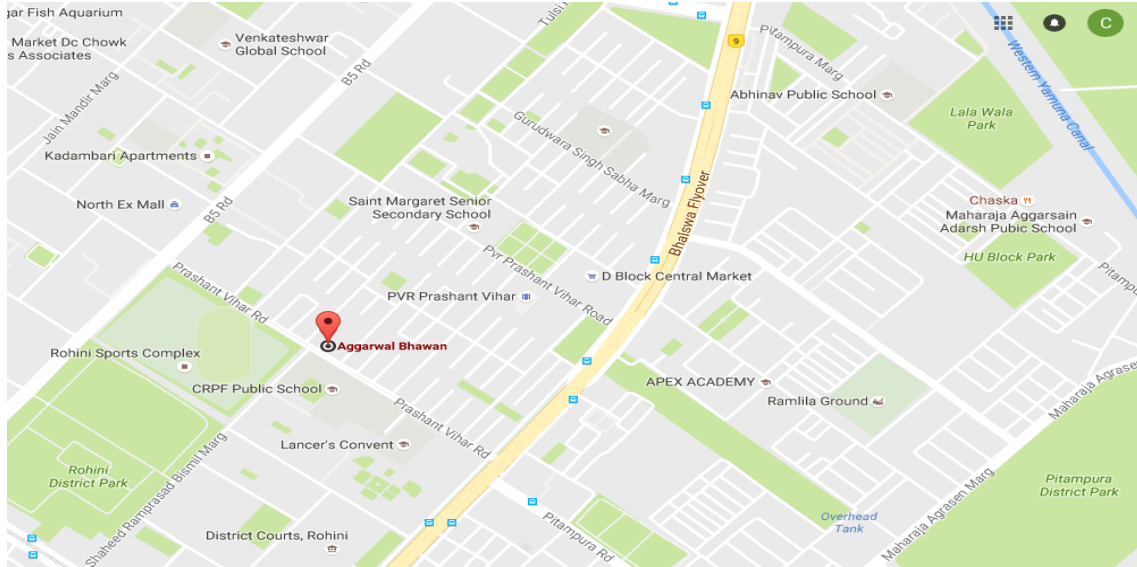 gar Fish Aquarium
Market Dc Chowk
s Associates
Venkateshwar
Global School
B5 Rd
Tulsi
9
Pitampura Marg
C
Western Yamuna Canal
Jain Mandir Marg
Abhinav Public School
Lala Wala
Park
Gurudwara Singh Sabha Marg
Kadambari Apartments
North Ex Mall
B5 Rd
Saint Margaret Senior
Secondary School
Bhalswa Flyover
Chaska
Maharaja Aggarsain
Adarsh Pubic School
HU Block Park
Pitampu
Prashant Vihar Rd
Pvr Prashant Vihar Road
D Block Central Market
PVR Prashant Vihar
Aggarwal Bhawan
Rohini Sports Complex
CRPF Public School
APEX ACADEMY
Ramlila Ground
Maharaja Agrasen
Prashant Vihar Rd
Lancer's Convent
Rohini
District Park
Shaheed Ramprasad Bismil Marg
Pitampura
District Park
Maharaja Agrasen Marg
Overhead
Tank
District Courts, Rohini
Pitampura Rd